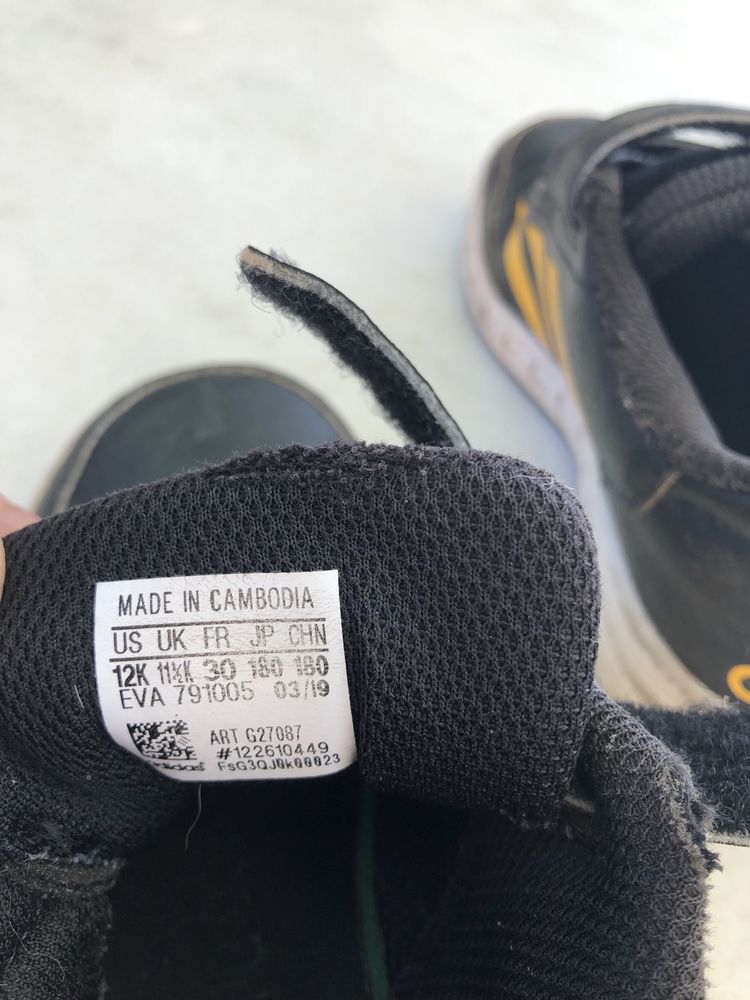 MADE IN CAMBODIA
US UK FR JP CHN
12K 11½K 30 180 180
EVA 791005 03/19
ART G27087
#122610449
adidas FsG3QJ0k00023